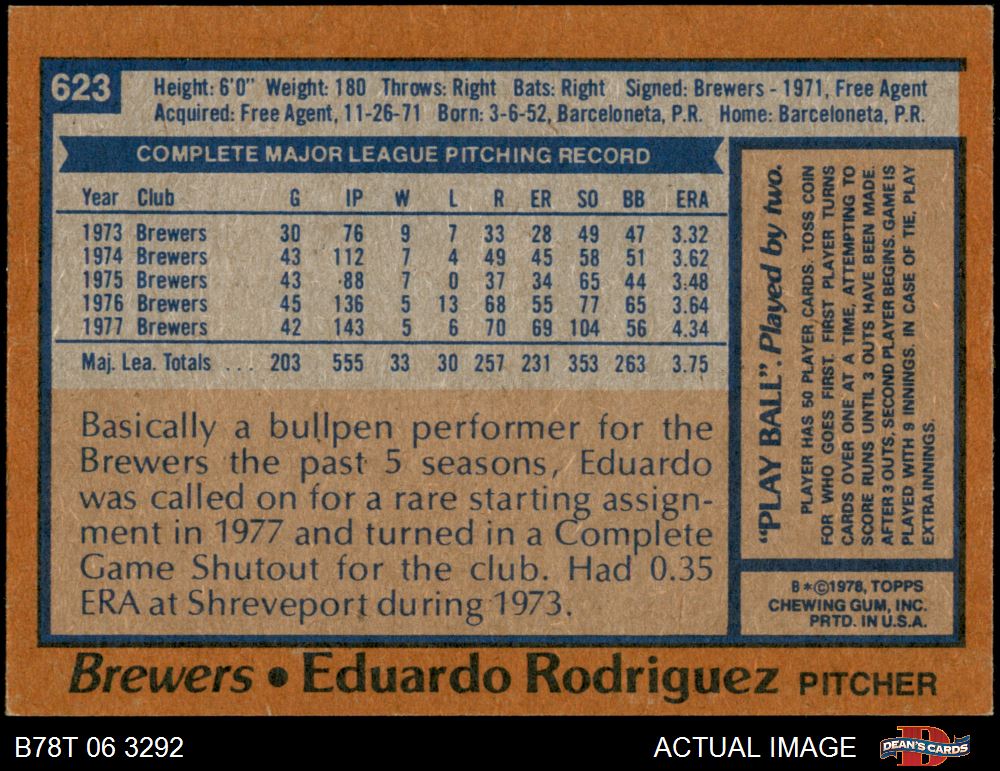 623
Height: 6'0" Weight: 180 Throws: Right Bats: Right Signed: Brewers - 1971, Free Agent
Acquired: Free Agent, 11-26-71 Born: 3-6-52, Barceloneta, P.R. Home: Barceloneta, P.R.
COMPLETE MAJOR LEAGUE PITCHING RECORD
Year Club G IP W L R ER SO BB ERA
1973 Brewers 30 76 9 7 33 28 49 47 3.32
1974 Brewers 43 112 7 4 49 45 58 51 3.62
1975 Brewers 43 88 7 0 37 34 65 44 3.48
1976 Brewers 45 136 5 13 68 55 77 65 3.64
1977 Brewers 42 143 5 6 70 69 104 56 4.34
Maj. Lea. Totals ... 203 555 33 30 257 231 353 263 3.75
Basically a bullpen performer for the
Brewers the past 5 seasons, Eduardo
was called on for a rare starting assign-
ment in 1977 and turned in a Complete
Game Shutout for the club. Had 0.35
ERA at Shreveport during 1973.
"PLAY BALL". Played by two.
PLAYER HAS 50 PLAYER CARDS. TOSS COIN
FOR WHO GOES FIRST. FIRST PLAYER TURNS
CARDS OVER ONE AT A TIME, ATTEMPTING TO
SCORE RUNS UNTIL 3 OUTS HAVE BEEN MADE.
AFTER 3 OUTS, SECOND PLAYER BEGINS. GAME IS
PLAYED WITH 9 INNINGS. IN CASE OF TIE, PLAY
EXTRA INNINGS.
B*©1978, TOPPS
CHEWING GUM, INC.
PRTD. IN U.S.A.
Brewers • Eduardo Rodriguez PITCHER
B78T 06 3292
ACTUAL IMAGE
DEAN'S CARDS